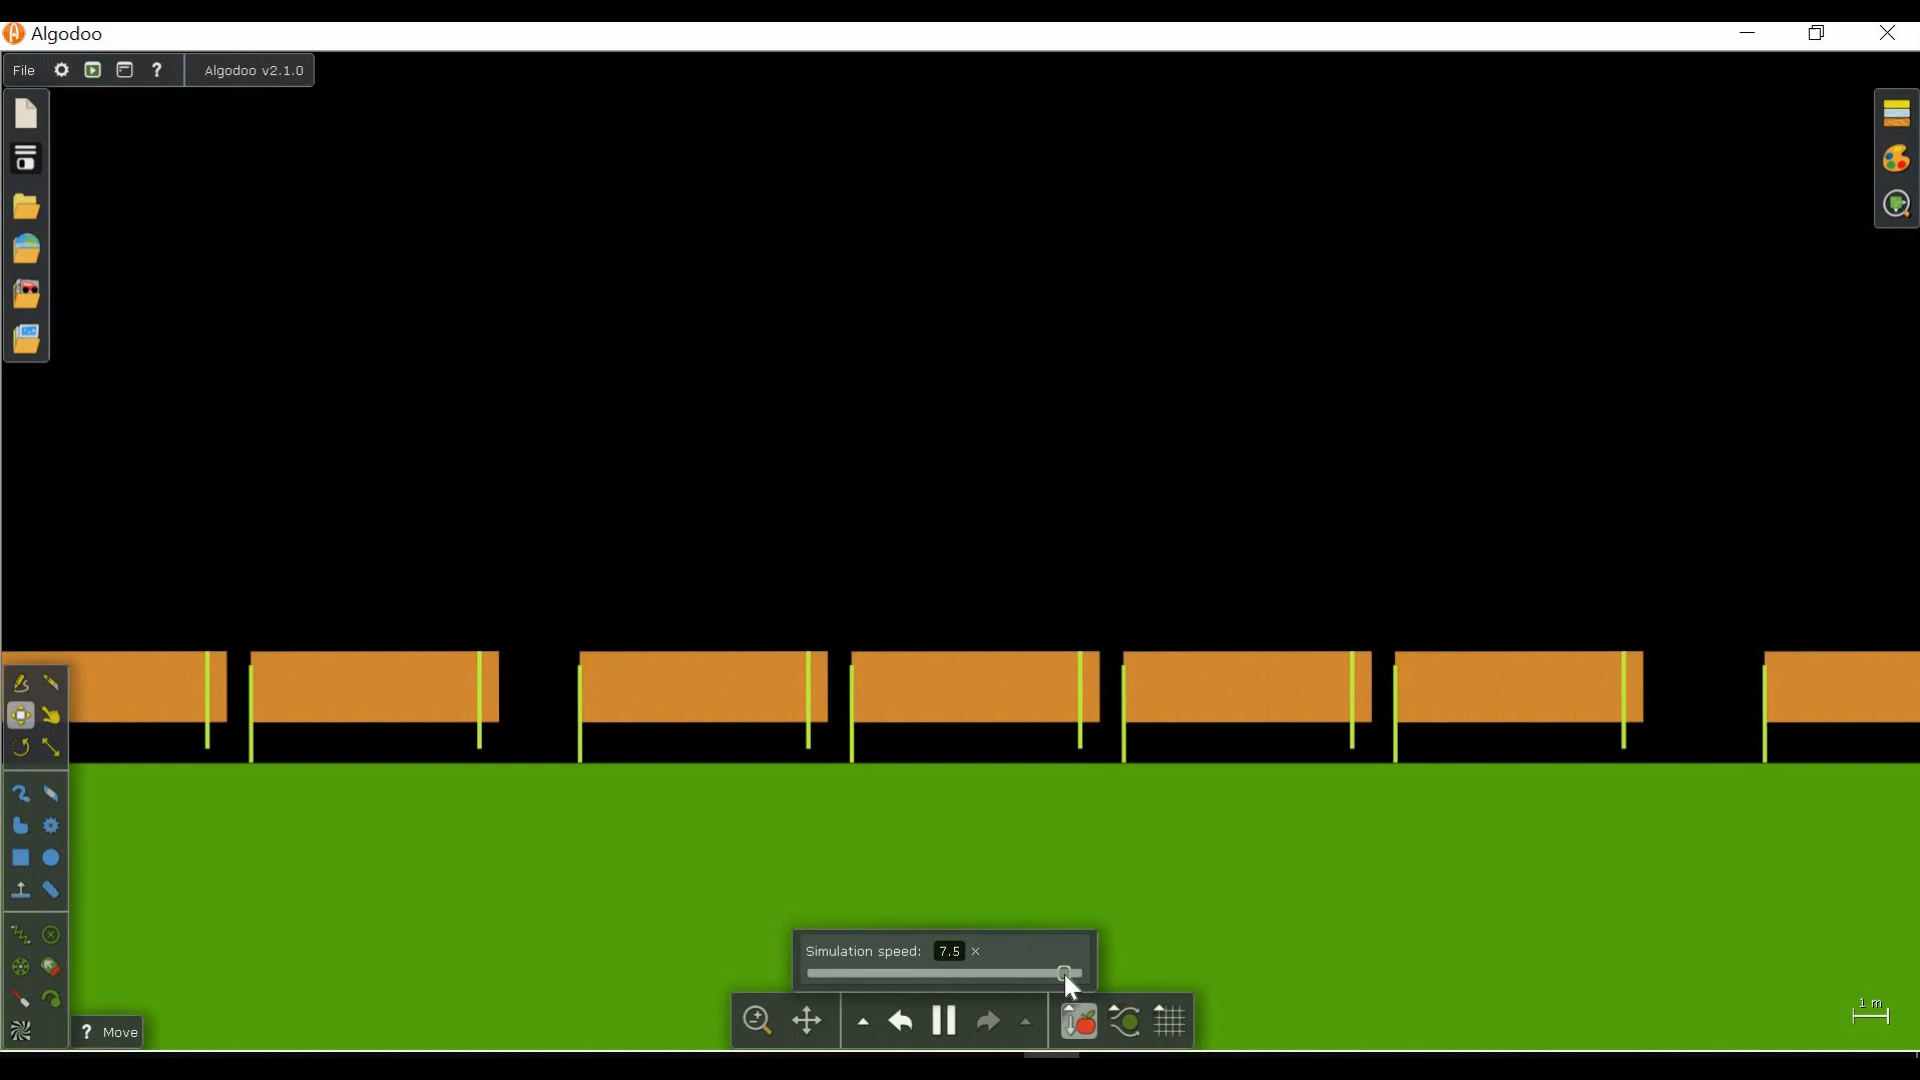 Algodoo
File ? Algodoo v2.1.0
Simulation speed: 7.5 ×
1 m
? Move